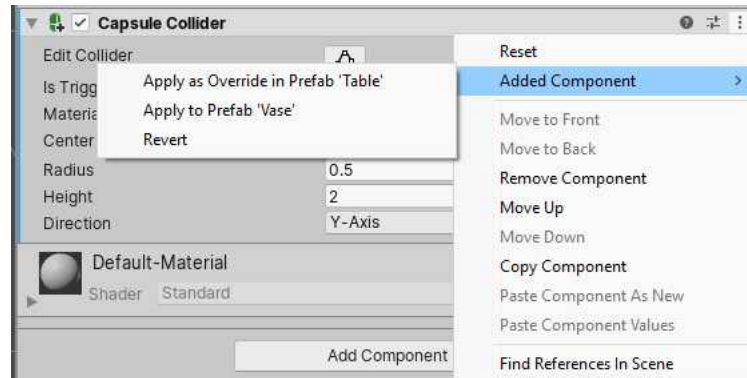 Capsule Collider
Edit Collider
Is Trigg
Materia
Center
Radius 0.5
Height 2
Direction Y-Axis
Default-Material
Shader Standard
Add Component
Apply as Override in Prefab 'Table'
Apply to Prefab 'Vase'
Revert
Reset
Added Component
Move to Front
Move to Back
Remove Component
Move Up
Move Down
Copy Component
Paste Component As New
Paste Component Values
Find References In Scene